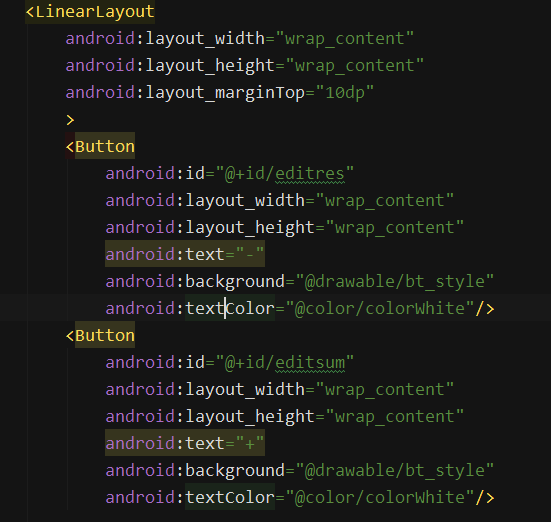 <LinearLayout
android:layout_width="wrap_content"
android:layout_height="wrap_content"
android:layout_marginTop="10dp"
>
<Button
android:id="@+id/editres"
android:layout_width="wrap_content"
android:layout_height="wrap_content"
android:text="-"
android:background="@drawable/bt_style"
android:textColor="@color/colorWhite"/>
<Button
android:id="@+id/editsum"
android:layout_width="wrap_content"
android:layout_height="wrap_content"
android:text="+"
android:background="@drawable/bt_style"
android:textColor="@color/colorWhite"/>